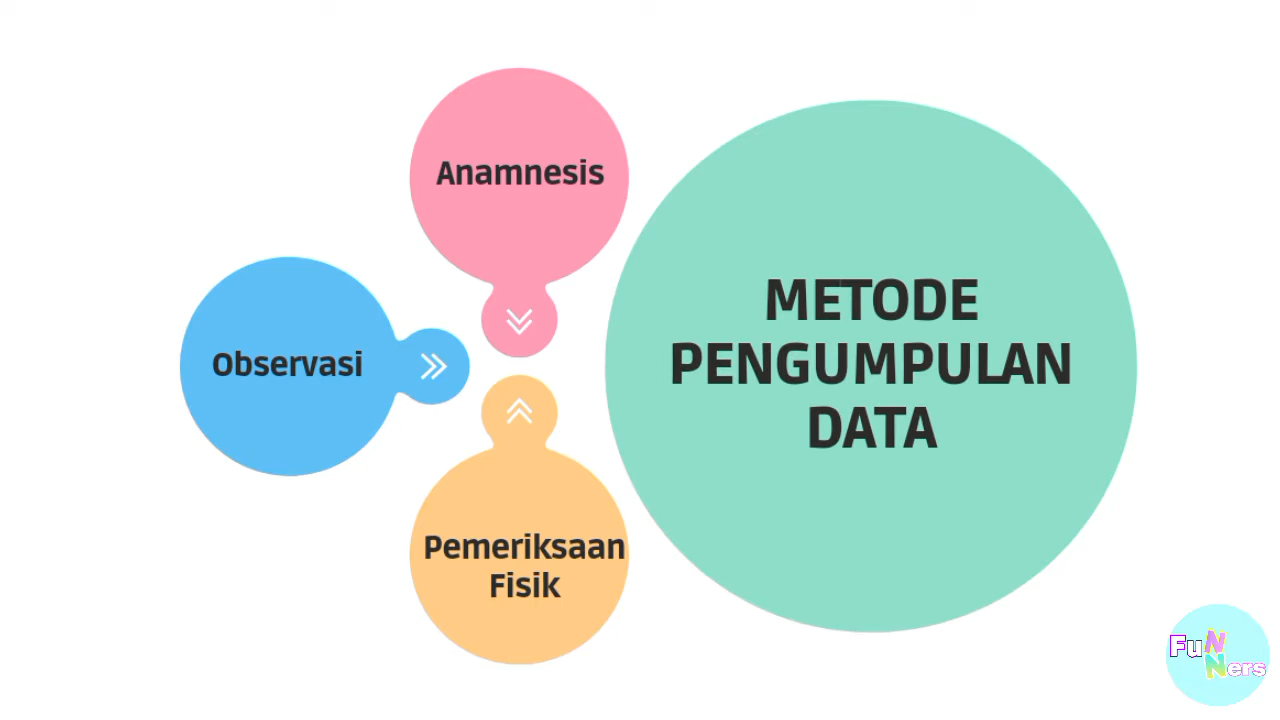 Anamnesis
Observasi
Pemeriksaan
Fisik
METODE
PENGUMPULAN
DATA
FuN
Ners